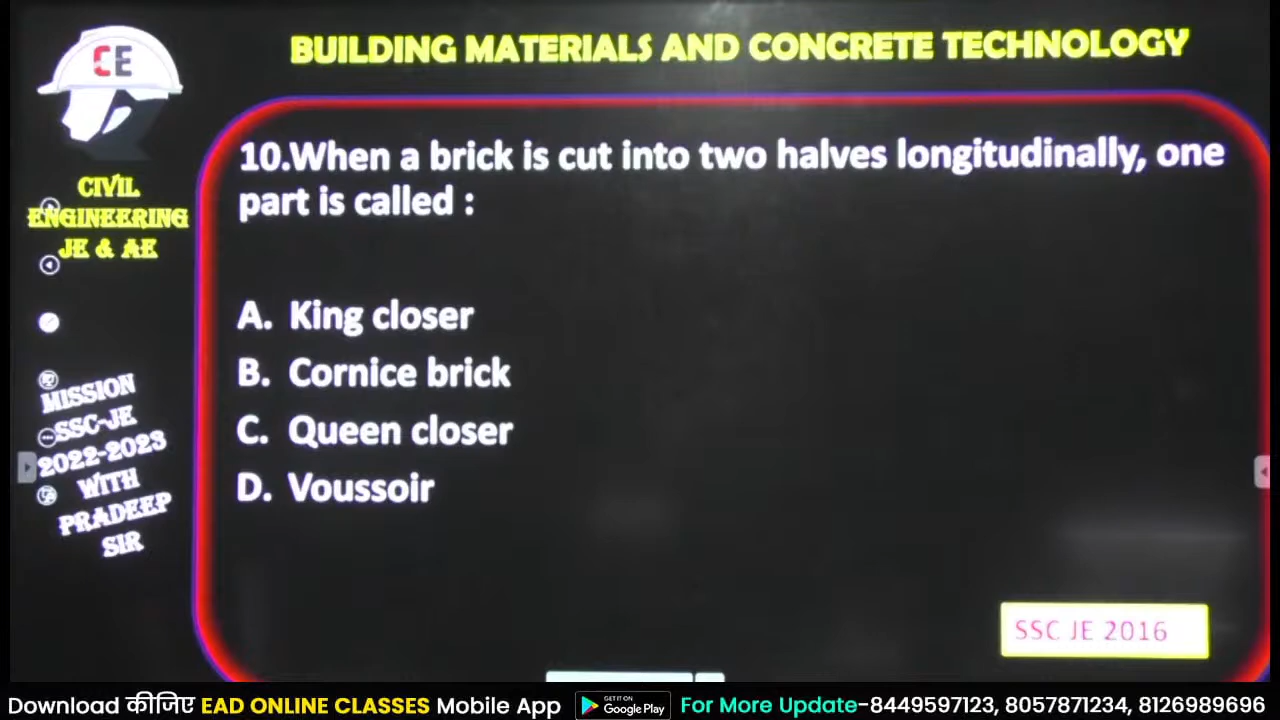 CE
BUILDING MATERIALS AND CONCRETE TECHNOLOGY
10.When a brick is cut into two halves longitudinally, one
part is called :
A. King closer
B. Cornice brick
C. Queen closer
D. Voussoir
CIVIL
ENGINEERING
JE & AE
MISSION
SSC-JE
2022-2023
WITH
PRADEEP
SIR
SSC JE 2016
Download कीजिए EAD ONLINE CLASSES Mobile App GET IT ON Google Play For More Update-8449597123, 8057871234, 8126989696